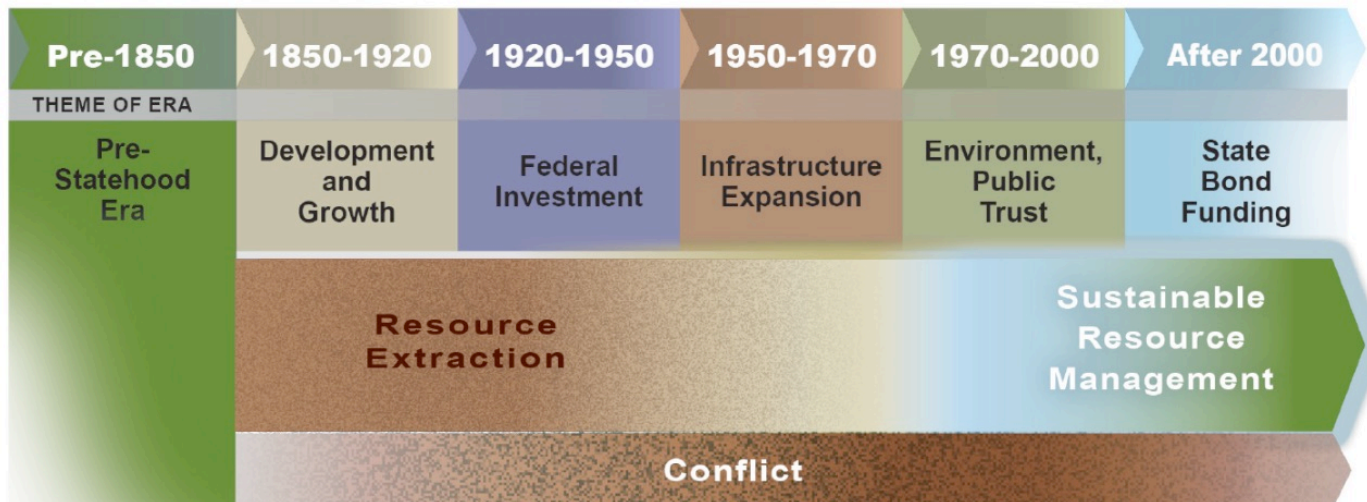 Pre-1850
1850-1920
1920-1950
1950-1970
1970-2000
After 2000
THEME OF ERA
Pre-
Statehood
Era
Development
and
Growth
Federal
Investment
Infrastructure
Expansion
Environment,
Public
Trust
State
Bond
Funding
Resource
Extraction
Sustainable
Resource
Management
Conflict